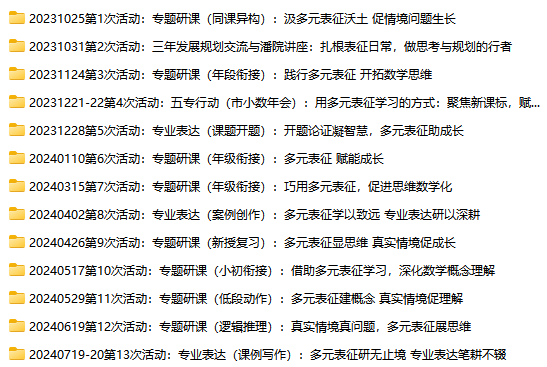 20231025第1次活动：专题研课（同课异构）：汲多元表征沃土 促情境问题生长
20231031第2次活动：三年发展规划交流与潘院讲座：扎根表征日常，做思考与规划的行者
20231124第3次活动：专题研课（年段衔接）：践行多元表征 开拓数学思维
20231221-22第4次活动：五专行动（市小数年会）：用多元表征学习的方式：聚焦新课标，赋...
20231228第5次活动：专业表达（课题开题）：开题论证凝智慧，多元表征助成长
20240110第6次活动：专题研课（年级衔接）：多元表征 赋能成长
20240315第7次活动：专题研课（年级衔接）：巧用多元表征，促进思维数学化
20240402第8次活动：专业表达（案例创作）：多元表征学以致远 专业表达研以深耕
20240426第9次活动：专题研课（新授复习）：多元表征显思维 真实情境促成长
20240517第10次活动：专题研课（小初衔接）：借助多元表征学习，深化数学概念理解
20240529第11次活动：专题研课（低段动作）：多元表征建概念 真实情境促理解
20240619第12次活动：专题研课（逻辑推理）：真实情境真问题，多元表征展思维
20240719-20第13次活动：专业表达（课例写作）：多元表征研无止境 专业表达笔耕不辍